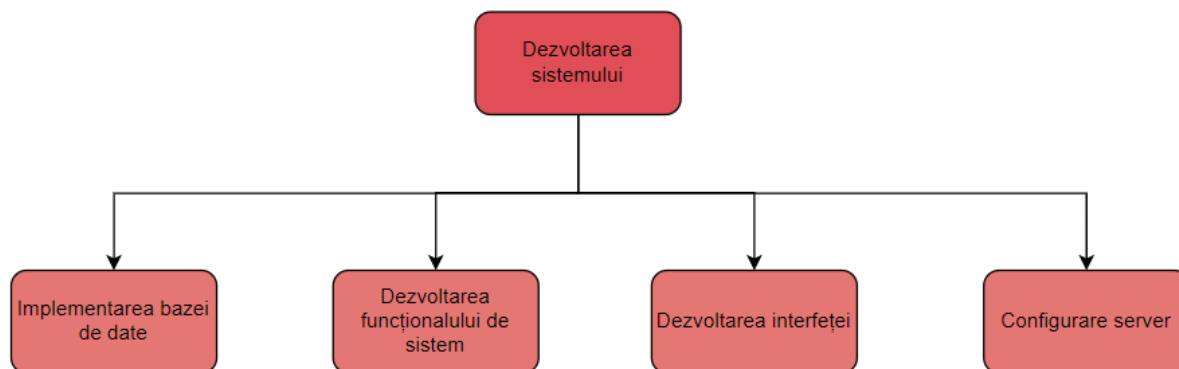 Dezvoltarea
sistemului
Implementarea bazei
de date
Dezvoltarea
funcționalului de
sistem
Dezvoltarea interfeței
Configurare server